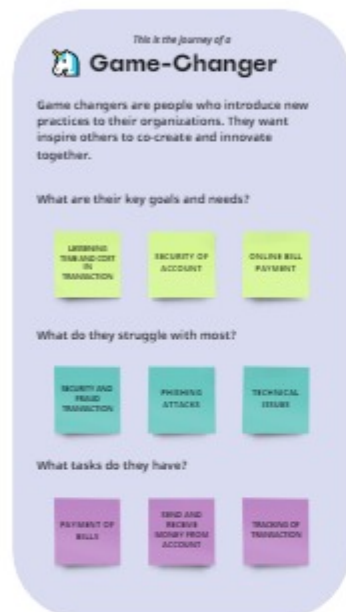 This is the journey of a
Game-Changer
Game changers are people who introduce new
practices to their organizations. They want
inspire others to co-create and innovate
together.
What are their key goals and needs?
LESSENING
TIME AND COST
IN
TRANSACTION
SECURITY OF
ACCOUNT
ONLINE BILL
PAYMENT
What do they struggle with most?
SECURITY AND
FRAUD
TRANSACTION
PHISHING
ATTACKS
TECHNICAL
ISSUES
What tasks do they have?
PAYMENT OF
BILLS
SEND AND
RECEIVE
MONEY FROM
ACCOUNT
TRACKING OF
TRANSACTION